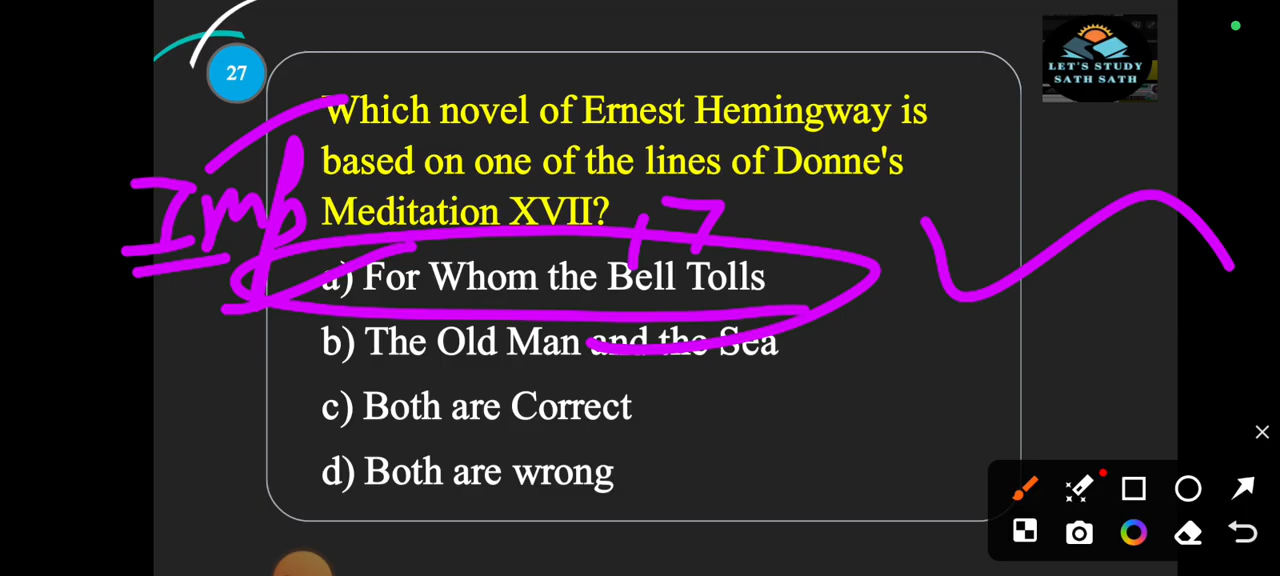 27
LET'S STUDY
SATH SATH
Which novel of Ernest Hemingway is
based on one of the lines of Donne's
Meditation XVII?
Imp
17
a) For Whom the Bell Tolls
b) The Old Man and the Sea
c) Both are Correct
d) Both are wrong